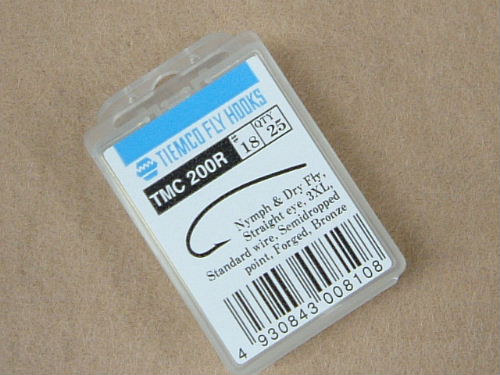 TIEMCO FLY HOOKS
TMC 200R
18
QTY
25
Nymph & Dry Fly,
Straight eye, 3XL,
Standard wire, Semidropped
point, Forged, Bronze
4 930843 008108